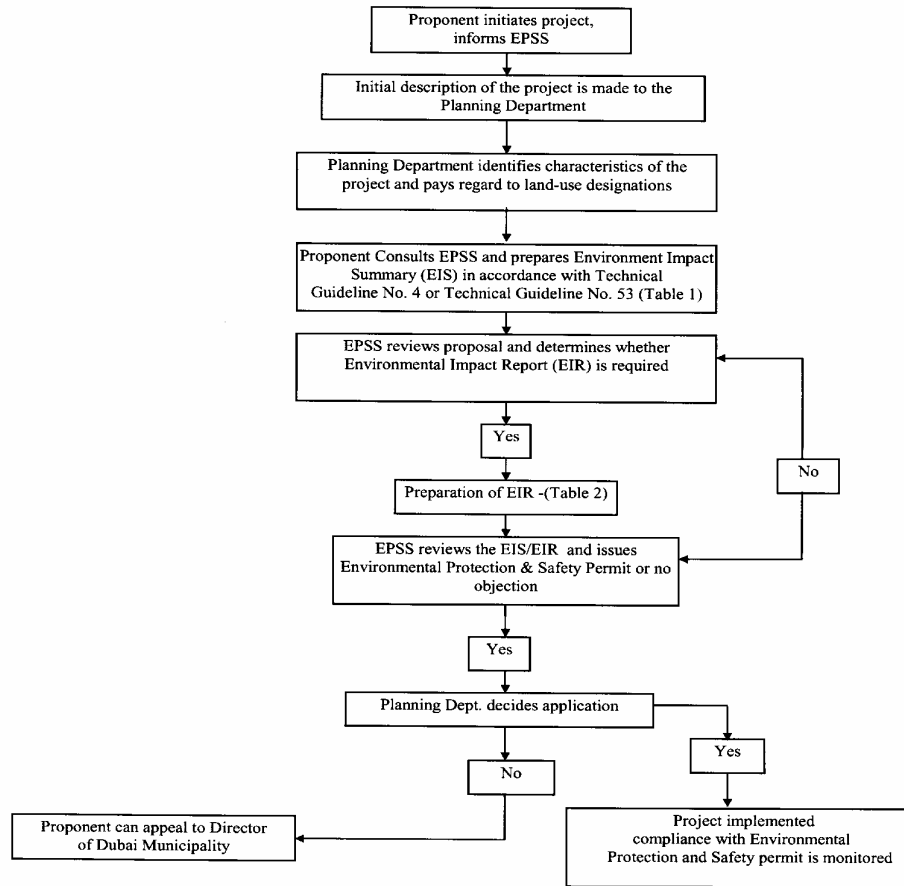 Proponent initiates project,
informs EPSS
Initial description of the project is made to the
Planning Department
Planning Department identifies characteristics of the
project and pays regard to land-use designations
Proponent Consults EPSS and prepares Environment Impact
Summary (EIS) in accordance with Technical
Guideline No. 4 or Technical Guideline No. 53 (Table 1)
EPSS reviews proposal and determines whether
Environmental Impact Report (EIR) is required
Yes
No
Preparation of EIR -(Table 2)
EPSS reviews the EIS/EIR and issues
Environmental Protection & Safety Permit or no
objection
Yes
Planning Dept. decides application
Yes
No
Proponent can appeal to Director
of Dubai Municipality
Project implemented
compliance with Environmental
Protection and Safety permit is monitored